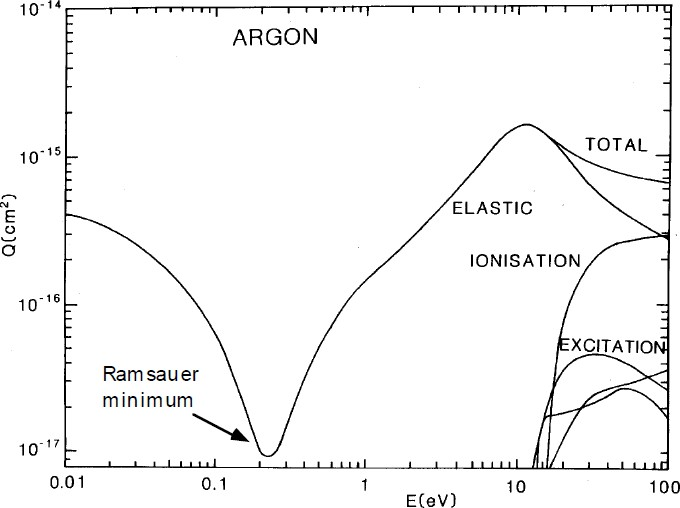 10⁻¹⁴
ARGON
10⁻¹⁵
TOTAL
Q(cm²)
ELASTIC
IONISATION
10⁻¹⁶
EXCITATION
Ramsauer
minimum
10⁻¹⁷
0.01 0.1 1 10 100
E(eV)